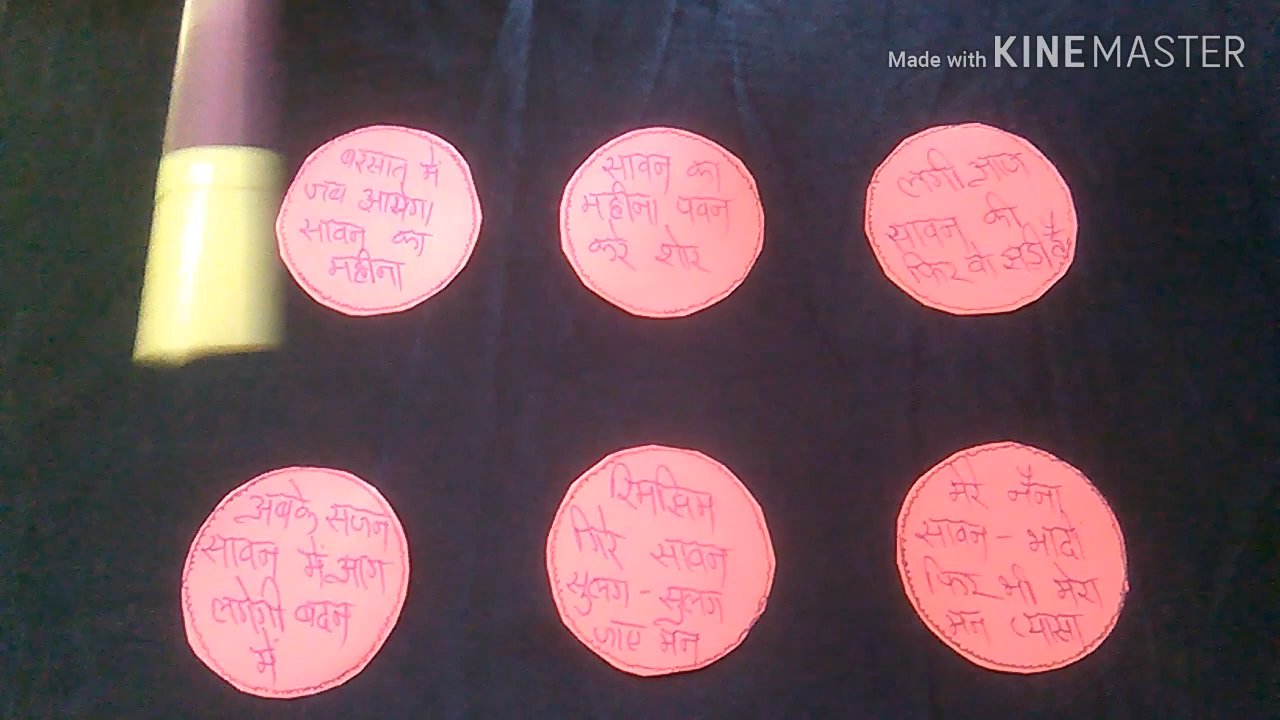 Made with KINEMASTER
बरसात में
जब आयेगा
सावन का
महीना
सावन का
महीना पवन
करे शोर
लगी आज
सावन की
फिर वो झड़ी है
अबके सजन
सावन में आग
लगेगी बदन
में
रिमझिम
गिरे सावन
सुलग - सुलग
जाए मन
मेरे नैना
सावन - भादो
फिर भी मेरा
मन प्यासा